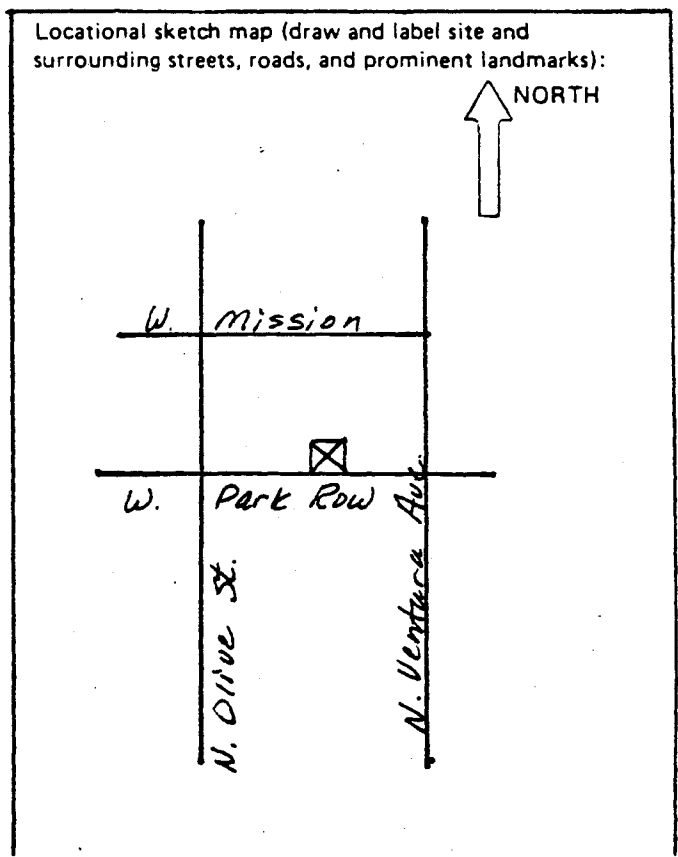 Locational sketch map (draw and label site and
surrounding streets, roads, and prominent landmarks):
NORTH
W. Mission
W. Park Row
N. Olive St.
N. Ventura Ave.